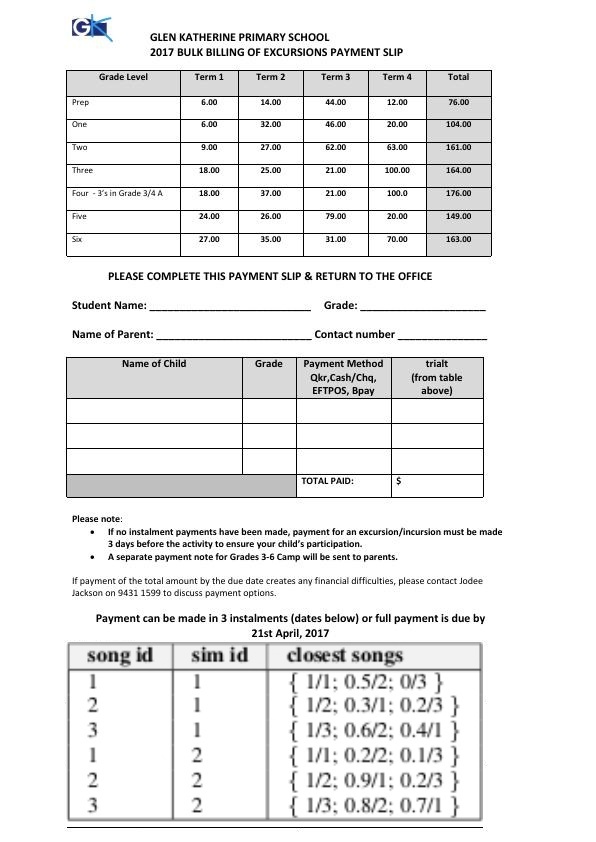 GK
GLEN KATHERINE PRIMARY SCHOOL
2017 BULK BILLING OF EXCURSIONS PAYMENT SLIP
Grade Level Term 1 Term 2 Term 3 Term 4 Total
Prep 6.00 14.00 44.00 12.00 76.00
One 6.00 32.00 46.00 20.00 104.00
Two 9.00 27.00 62.00 63.00 161.00
Three 18.00 25.00 21.00 100.00 164.00
Four - 3's in Grade 3/4 A 18.00 37.00 21.00 100.0 176.00
Five 24.00 26.00 79.00 20.00 149.00
Six 27.00 35.00 31.00 70.00 163.00
PLEASE COMPLETE THIS PAYMENT SLIP & RETURN TO THE OFFICE
Student Name: __________________________ Grade: _____________________
Name of Parent: _________________________ Contact number ______________
Name of Child Grade Payment Method trialt
Qkr,Cash/Chq, (from table
EFTPOS, Bpay above)
TOTAL PAID: $
Please note:
• If no instalment payments have been made, payment for an excursion/incursion must be made
3 days before the activity to ensure your child's participation.
• A separate payment note for Grades 3-6 Camp will be sent to parents.
If payment of the total amount by the due date creates any financial difficulties, please contact Jodee
Jackson on 9431 1599 to discuss payment options.
Payment can be made in 3 instalments (dates below) or full payment is due by
21st April, 2017
song id sim id closest songs
1 1 { 1/1; 0.5/2; 0/3 }
2 1 { 1/2; 0.3/1; 0.2/3 }
3 1 { 1/3; 0.6/2; 0.4/1 }
1 2 { 1/1; 0.2/2; 0.1/3 }
2 2 { 1/2; 0.9/1; 0.2/3 }
3 2 { 1/3; 0.8/2; 0.7/1 }